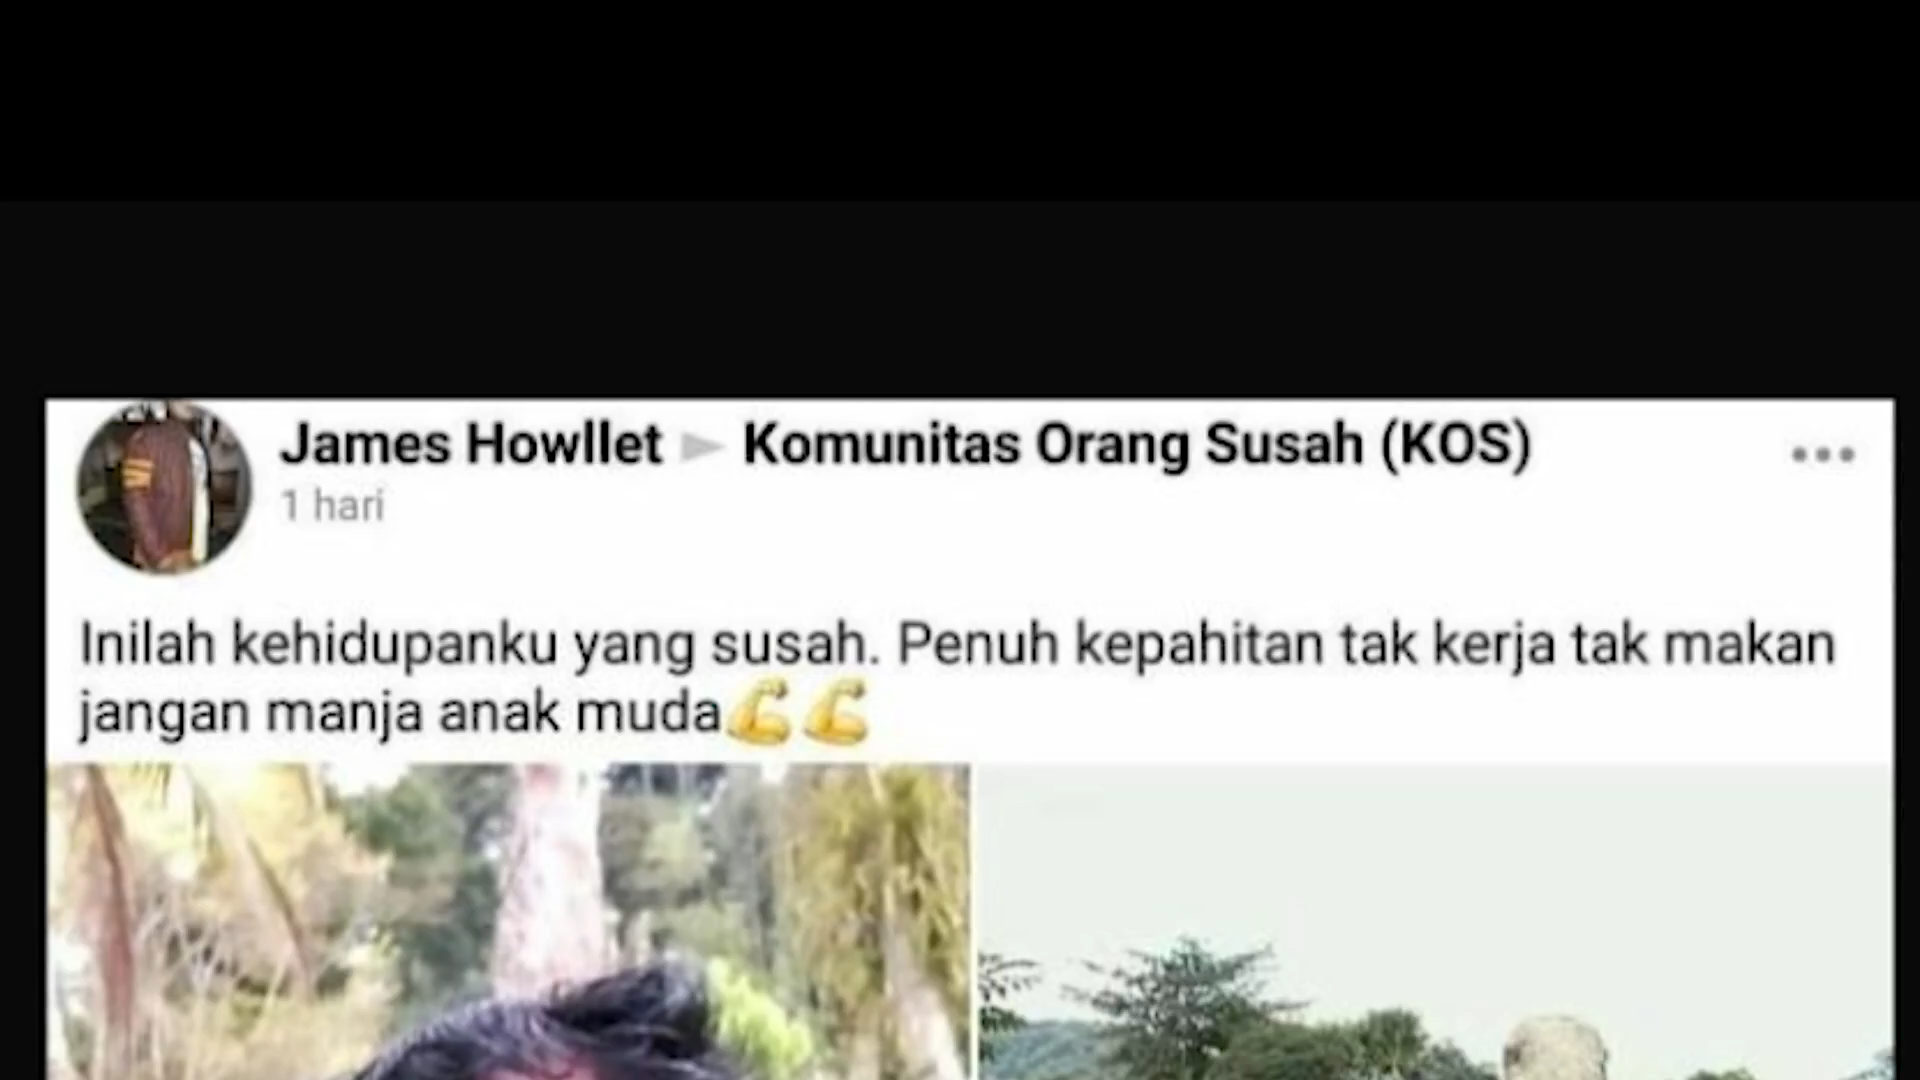 James Howllet ► Komunitas Orang Susah (KOS)
1 hari
Inilah kehidupanku yang susah. Penuh kepahitan tak kerja tak makan
jangan manja anak muda💪💪